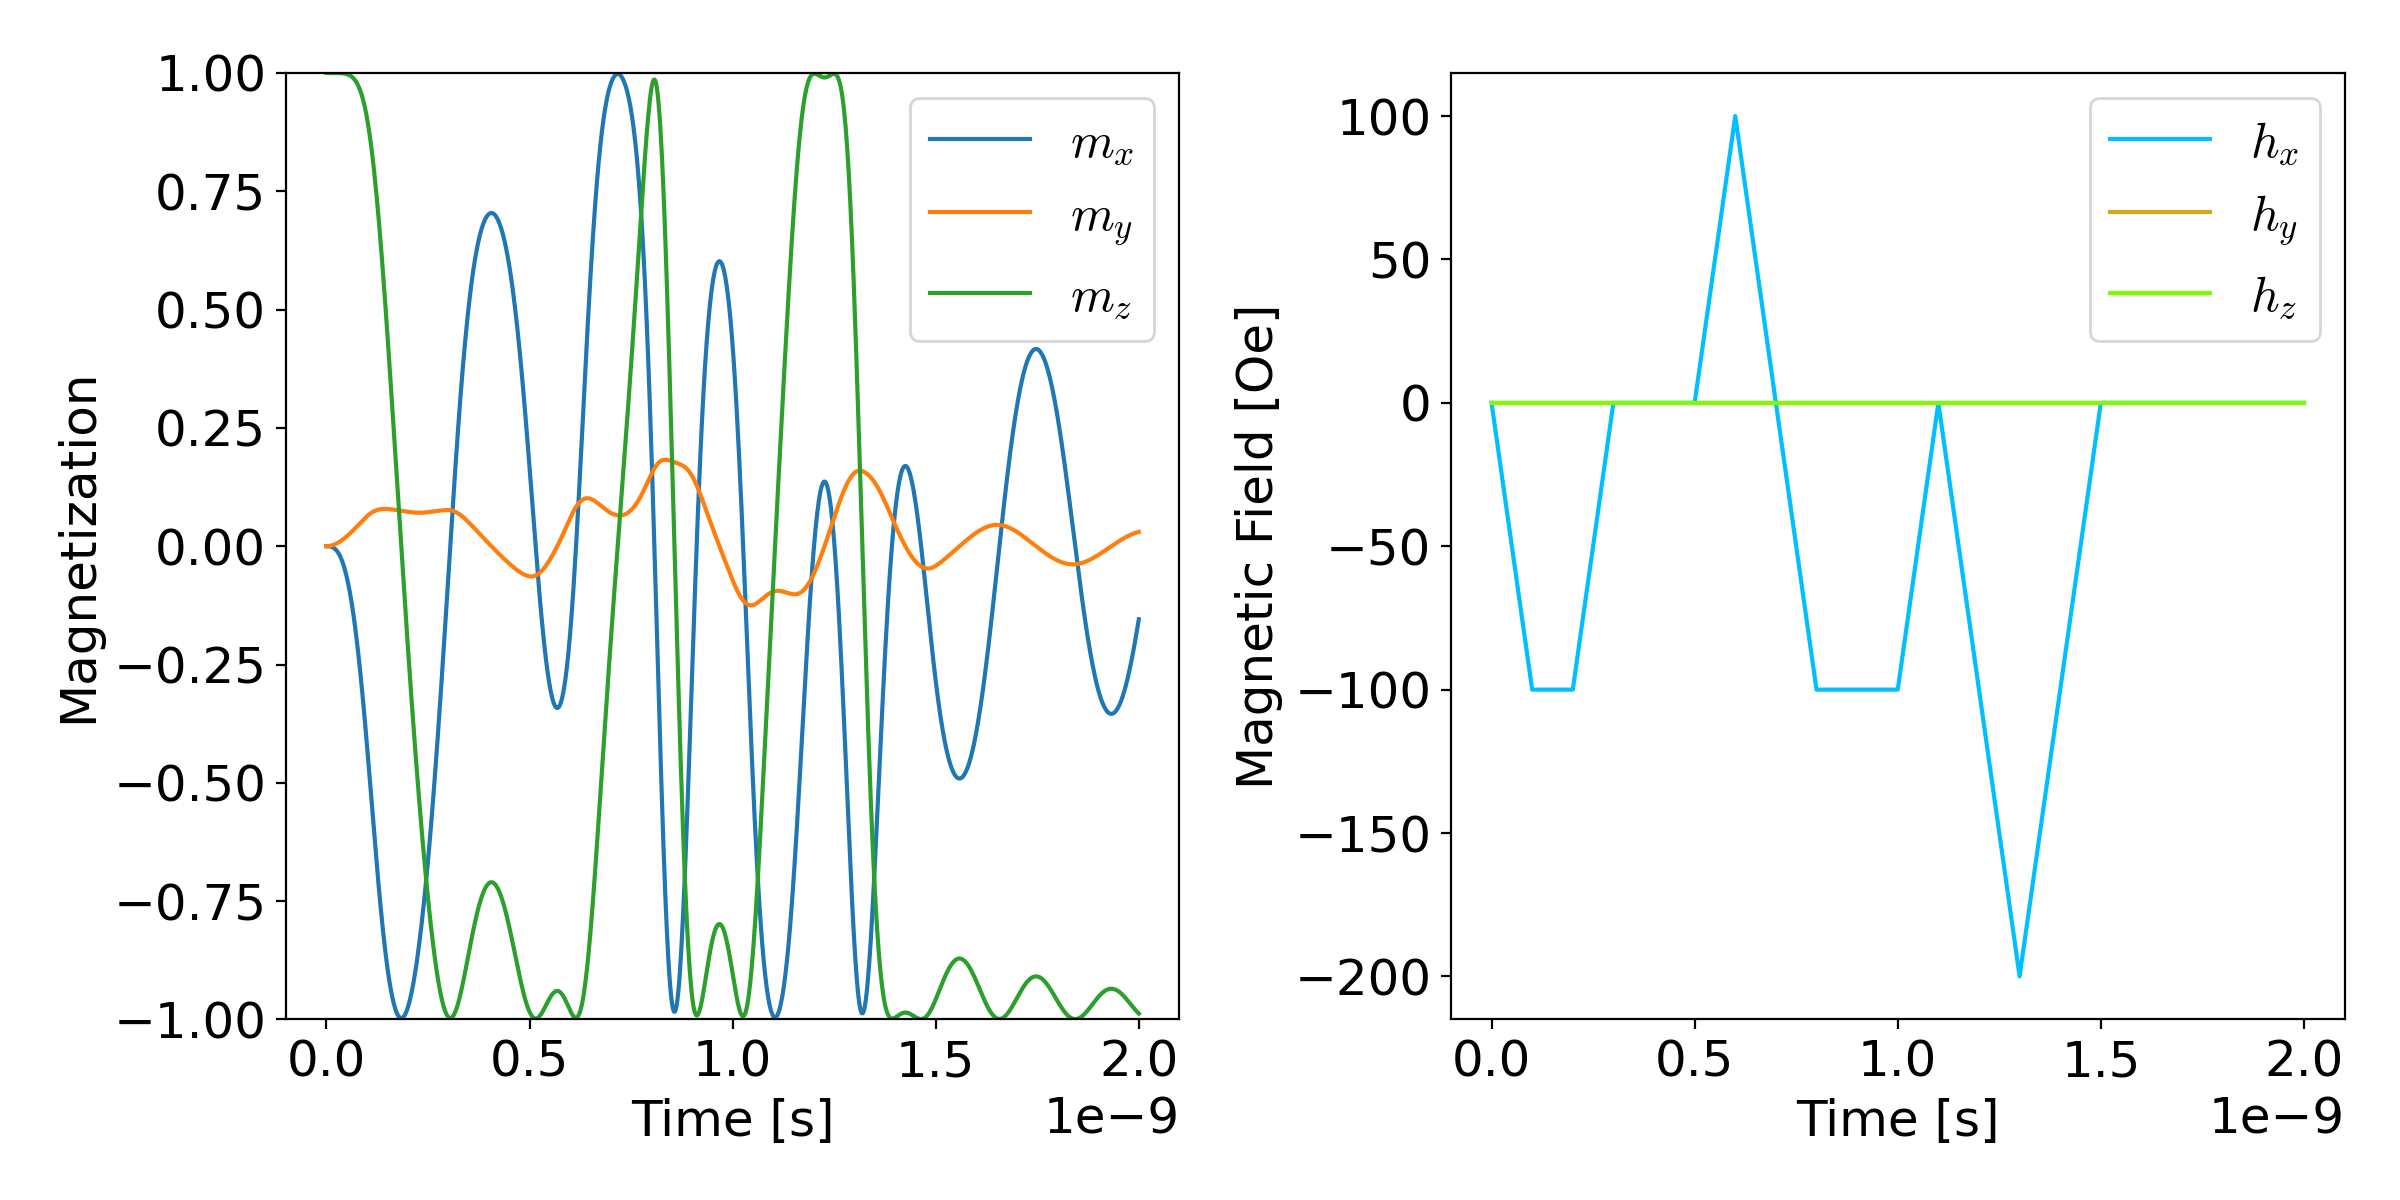 Magnetization
1.00
0.75
0.50
0.25
0.00
−0.25
−0.50
−0.75
−1.00
0.0 0.5 1.0 1.5 2.0
Time [s]
1e−9
m_x
m_y
m_z
Magnetic Field [Oe]
100
50
0
−50
−100
−150
−200
0.0 0.5 1.0 1.5 2.0
Time [s]
1e−9
h_x
h_y
h_z